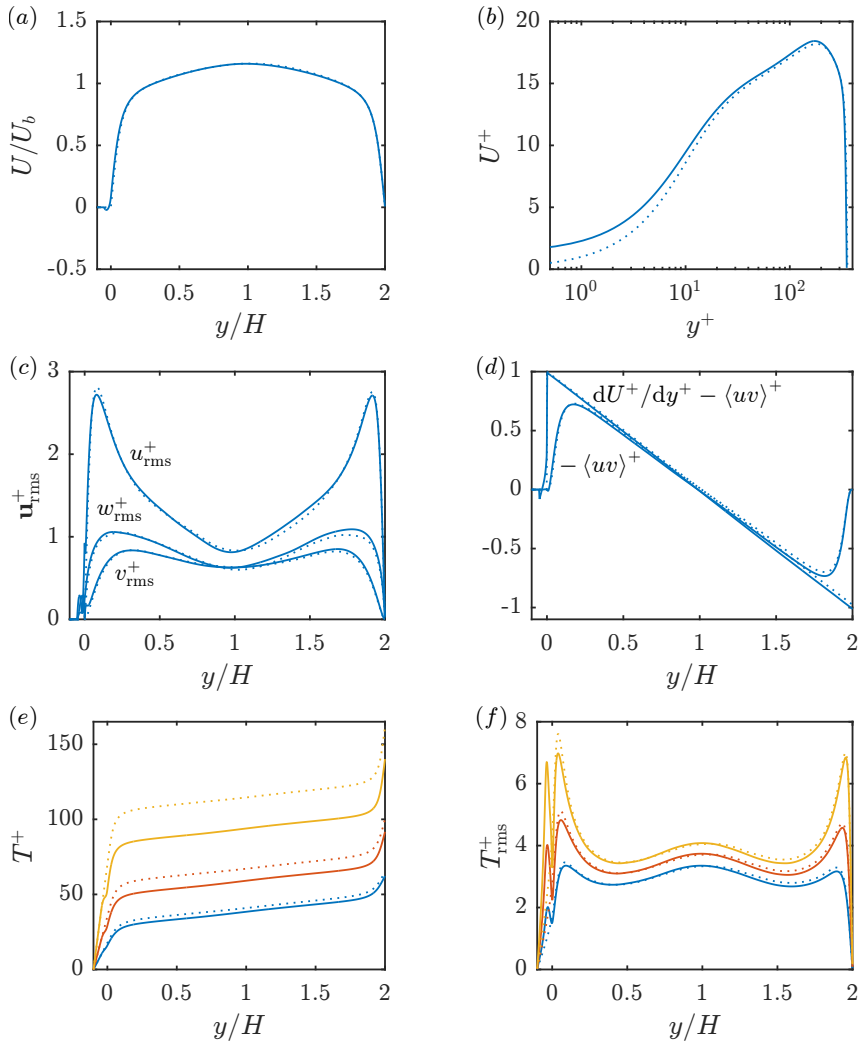 (a)
1.5
1
0.5
0
-0.5
U/U_b
0 0.5 1 1.5 2
y/H
(b)
20
15
10
5
0
U^+
10^0 10^1 10^2
y^+
(c)
3
2
1
0
u^+_rms
u^+_rms
w^+_rms
v^+_rms
0 0.5 1 1.5 2
y/H
(d)
1
0.5
0
-0.5
-1
dU^+/dy^+ − ⟨uv⟩^+
− ⟨uv⟩^+
0 0.5 1 1.5 2
y/H
(e)
150
100
50
0
T^+
0 0.5 1 1.5 2
y/H
(f)
8
6
4
2
0
T^+_rms
0 0.5 1 1.5 2
y/H